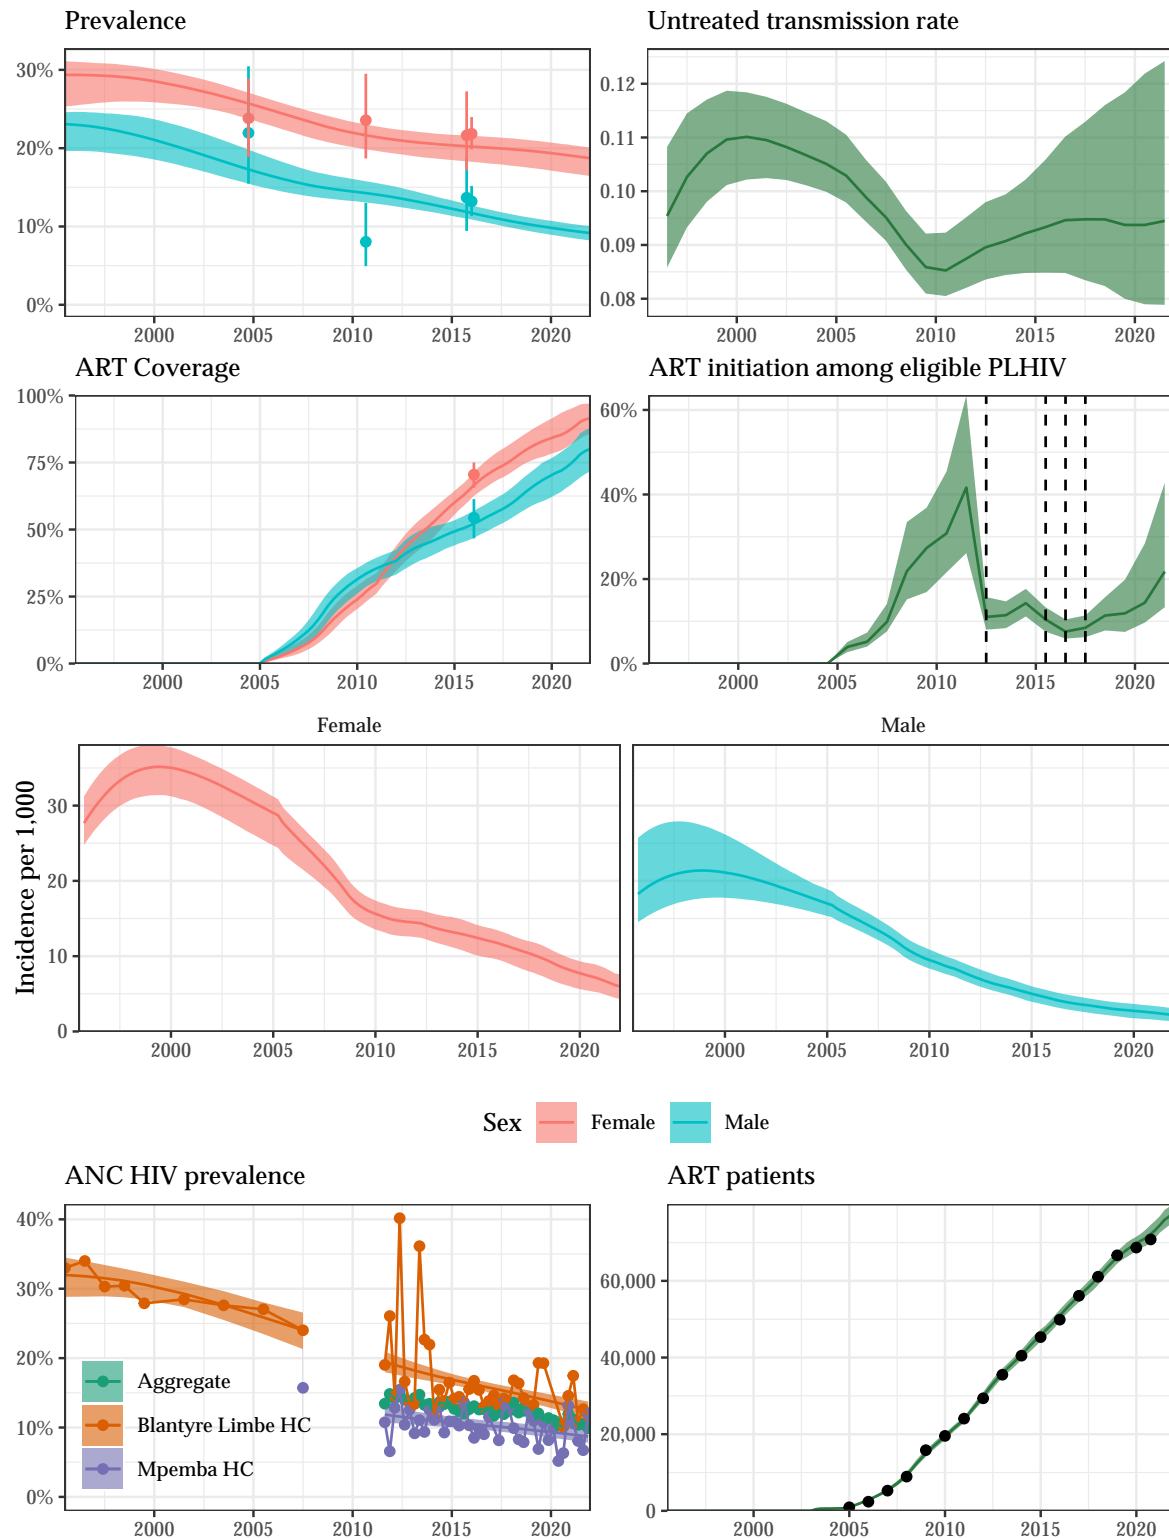 Prevalence
Untreated transmission rate
30%
20%
10%
0%
2000 2005 2010 2015 2020
0.12
0.11
0.10
0.09
0.08
2000 2005 2010 2015 2020
ART Coverage
ART initiation among eligible PLHIV
100%
75%
50%
25%
0%
2000 2005 2010 2015 2020
60%
40%
20%
0%
2000 2005 2010 2015 2020
Female
Male
Incidence per 1,000
30
20
10
0
2000 2005 2010 2015 2020
2000 2005 2010 2015 2020
Sex Female Male
ANC HIV prevalence
ART patients
40%
30%
20%
10%
0%
Aggregate
Blantyre Limbe HC
Mpemba HC
2000 2005 2010 2015 2020
60,000
40,000
20,000
0
2000 2005 2010 2015 2020